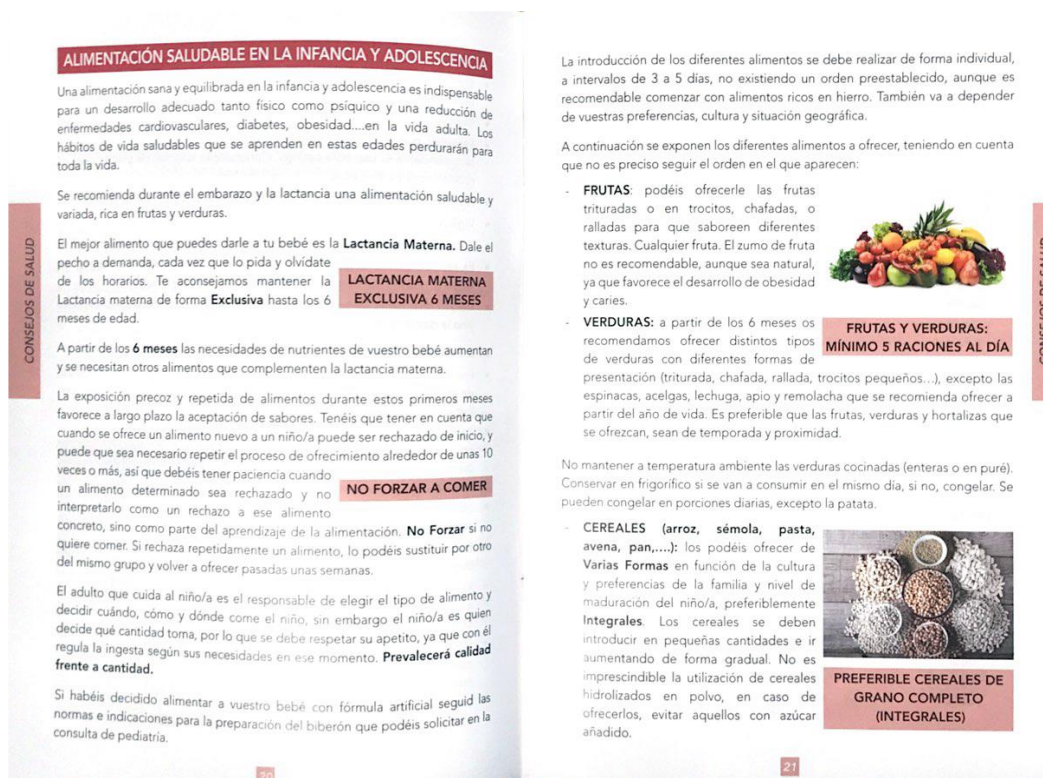 ALIMENTACIÓN SALUDABLE EN LA INFANCIA Y ADOLESCENCIA
Una alimentación sana y equilibrada en la infancia y adolescencia es indispensable
para un desarrollo adecuado tanto físico como psíquico y una reducción de
enfermedades cardiovasculares, diabetes, obesidad....en la vida adulta. Los
hábitos de vida saludables que se aprenden en estas edades perdurarán para
toda la vida.
Se recomienda durante el embarazo y la lactancia una alimentación saludable y
variada, rica en frutas y verduras.
El mejor alimento que puedes darle a tu bebé es la Lactancia Materna. Dale el
pecho a demanda, cada vez que lo pida y olvídate
de los horarios. Te aconsejamos mantener la
Lactancia materna de forma Exclusiva hasta los 6
meses de edad.
LACTANCIA MATERNA
EXCLUSIVA 6 MESES
A partir de los 6 meses las necesidades de nutrientes de vuestro bebé aumentan
y se necesitan otros alimentos que complementen la lactancia materna.
La exposición precoz y repetida de alimentos durante estos primeros meses
favorece a largo plazo la aceptación de sabores. Tenéis que tener en cuenta que
cuando se ofrece un alimento nuevo a un niño/a puede ser rechazado de inicio, y
puede que sea necesario repetir el proceso de ofrecimiento alrededor de unas 10
veces o más, así que debéis tener paciencia cuando
un alimento determinado sea rechazado y no
interpretarlo como un rechazo a ese alimento
NO FORZAR A COMER
concreto, sino como parte del aprendizaje de la alimentación. No Forzar si no
quiere comer. Si rechaza repetidamente un alimento, lo podéis sustituir por otro
del mismo grupo y volver a ofrecer pasadas unas semanas.
El adulto que cuida al niño/a es el responsable de elegir el tipo de alimento y
decidir cuándo, cómo y dónde come el niño, sin embargo el niño/a es quien
decide qué cantidad toma, por lo que se debe respetar su apetito, ya que con él
regula la ingesta según sus necesidades en ese momento. Prevalecerá calidad
frente a cantidad.
Si habéis decidido alimentar a vuestro bebé con fórmula artificial seguid las
normas e indicaciones para la preparación del biberón que podéis solicitar en la
consulta de pediatría.
CONSEJOS DE SALUD
20
La introducción de los diferentes alimentos se debe realizar de forma individual,
a intervalos de 3 a 5 días, no existiendo un orden preestablecido, aunque es
recomendable comenzar con alimentos ricos en hierro. También va a depender
de vuestras preferencias, cultura y situación geográfica.
A continuación se exponen los diferentes alimentos a ofrecer, teniendo en cuenta
que no es preciso seguir el orden en el que aparecen:
- FRUTAS: podéis ofrecerle las frutas
trituradas o en trocitos, chafadas, o
ralladas para que saboreen diferentes
texturas. Cualquier fruta. El zumo de fruta
no es recomendable, aunque sea natural,
ya que favorece el desarrollo de obesidad
y caries.
- VERDURAS: a partir de los 6 meses os
recomendamos ofrecer distintos tipos
de verduras con diferentes formas de
FRUTAS Y VERDURAS:
MÍNIMO 5 RACIONES AL DÍA
presentación (triturada, chafada, rallada, trocitos pequeños...), excepto las
espinacas, acelgas, lechuga, apio y remolacha que se recomienda ofrecer a
partir del año de vida. Es preferible que las frutas, verduras y hortalizas que
se ofrezcan, sean de temporada y proximidad.
No mantener a temperatura ambiente las verduras cocinadas (enteras o en puré).
Conservar en frigorífico si se van a consumir en el mismo día, si no, congelar. Se
pueden congelar en porciones diarias, excepto la patata.
- CEREALES (arroz, sémola, pasta,
avena, pan,....): los podéis ofrecer de
Varias Formas en función de la cultura
y preferencias de la familia y nivel de
maduración del niño/a, preferiblemente
Integrales. Los cereales se deben
introducir en pequeñas cantidades e ir
aumentando de forma gradual. No es
imprescindible la utilización de cereales
hidrolizados en polvo, en caso de
ofrecerlos, evitar aquellos con azúcar
añadido.
PREFERIBLE CEREALES DE
GRANO COMPLETO
(INTEGRALES)
CONSEJOS DE SALUD
21